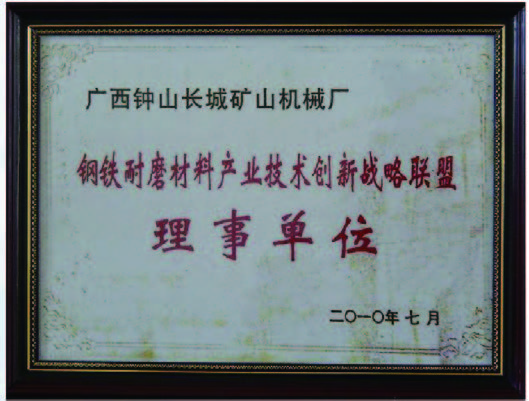 广西钟山长城矿山机械厂
钢铁耐磨材料产业技术创新战略联盟
理事单位
二〇一〇年七月